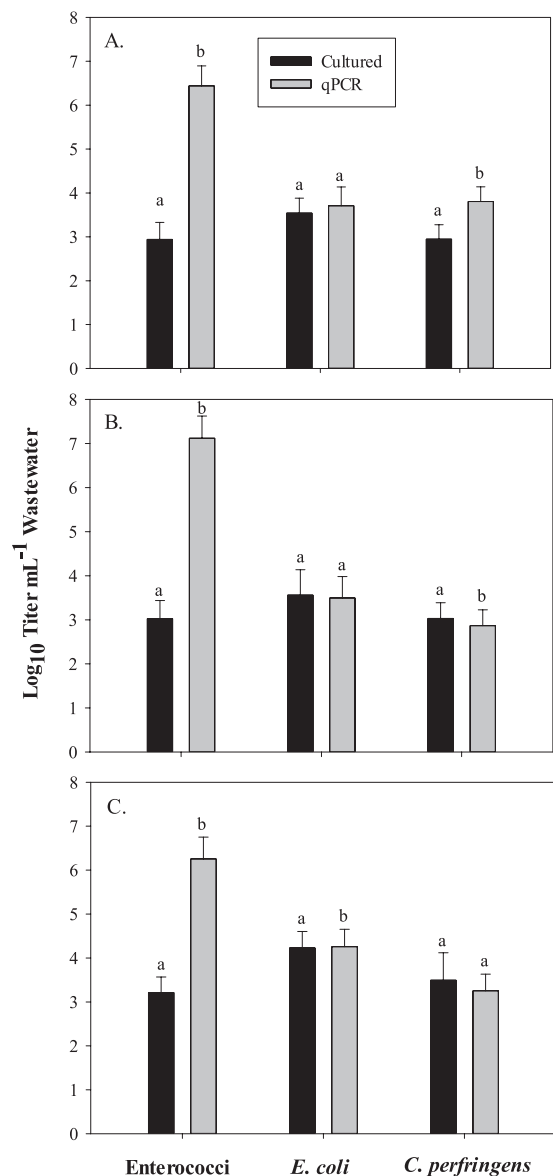 8
A.
Cultured
qPCR
b
7
6
5
4
a
a
a
a
b
3
2
1
0
8
B.
b
7
6
5
4
a
a
a
a
b
3
2
1
0
Log10 Titer mL-1 Wastewater
8
C.
b
7
6
5
4
a
a
b
a
a
3
2
1
0
Enterococci E. coli C. perfringens